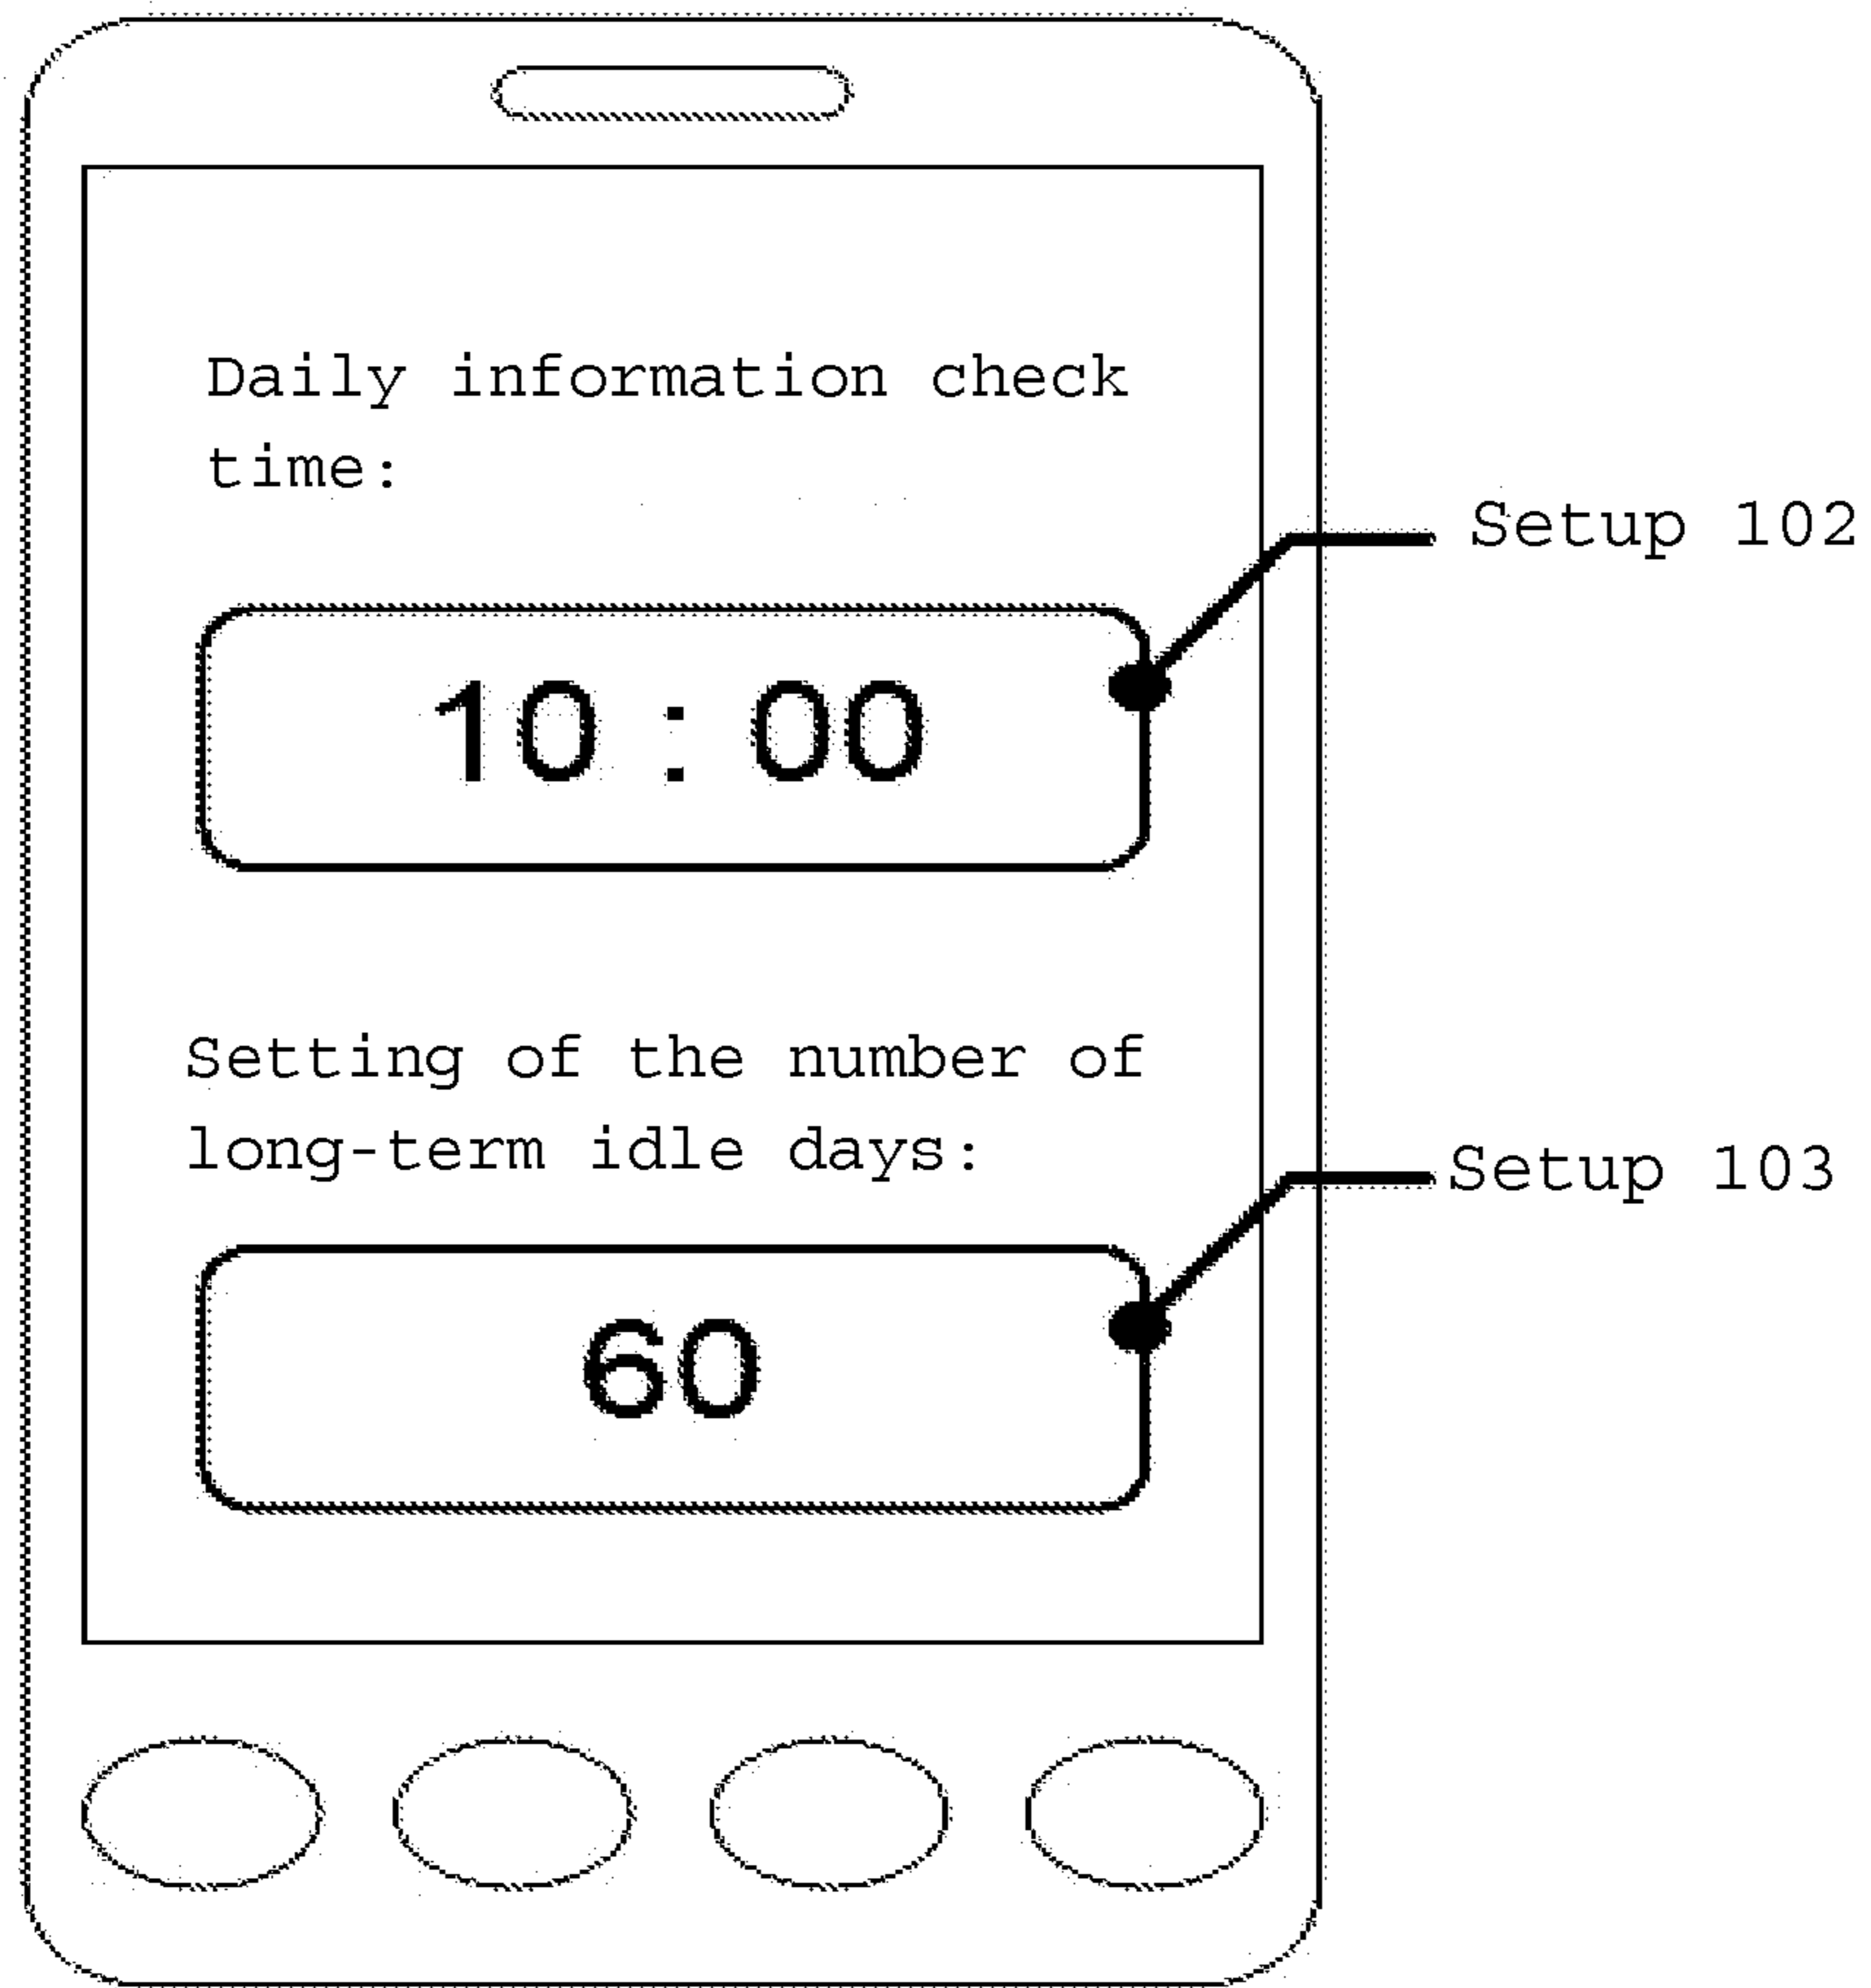 Daily information check
time:
Setup 102
10:00
Setting of the number of
long-term idle days:
Setup 103
60